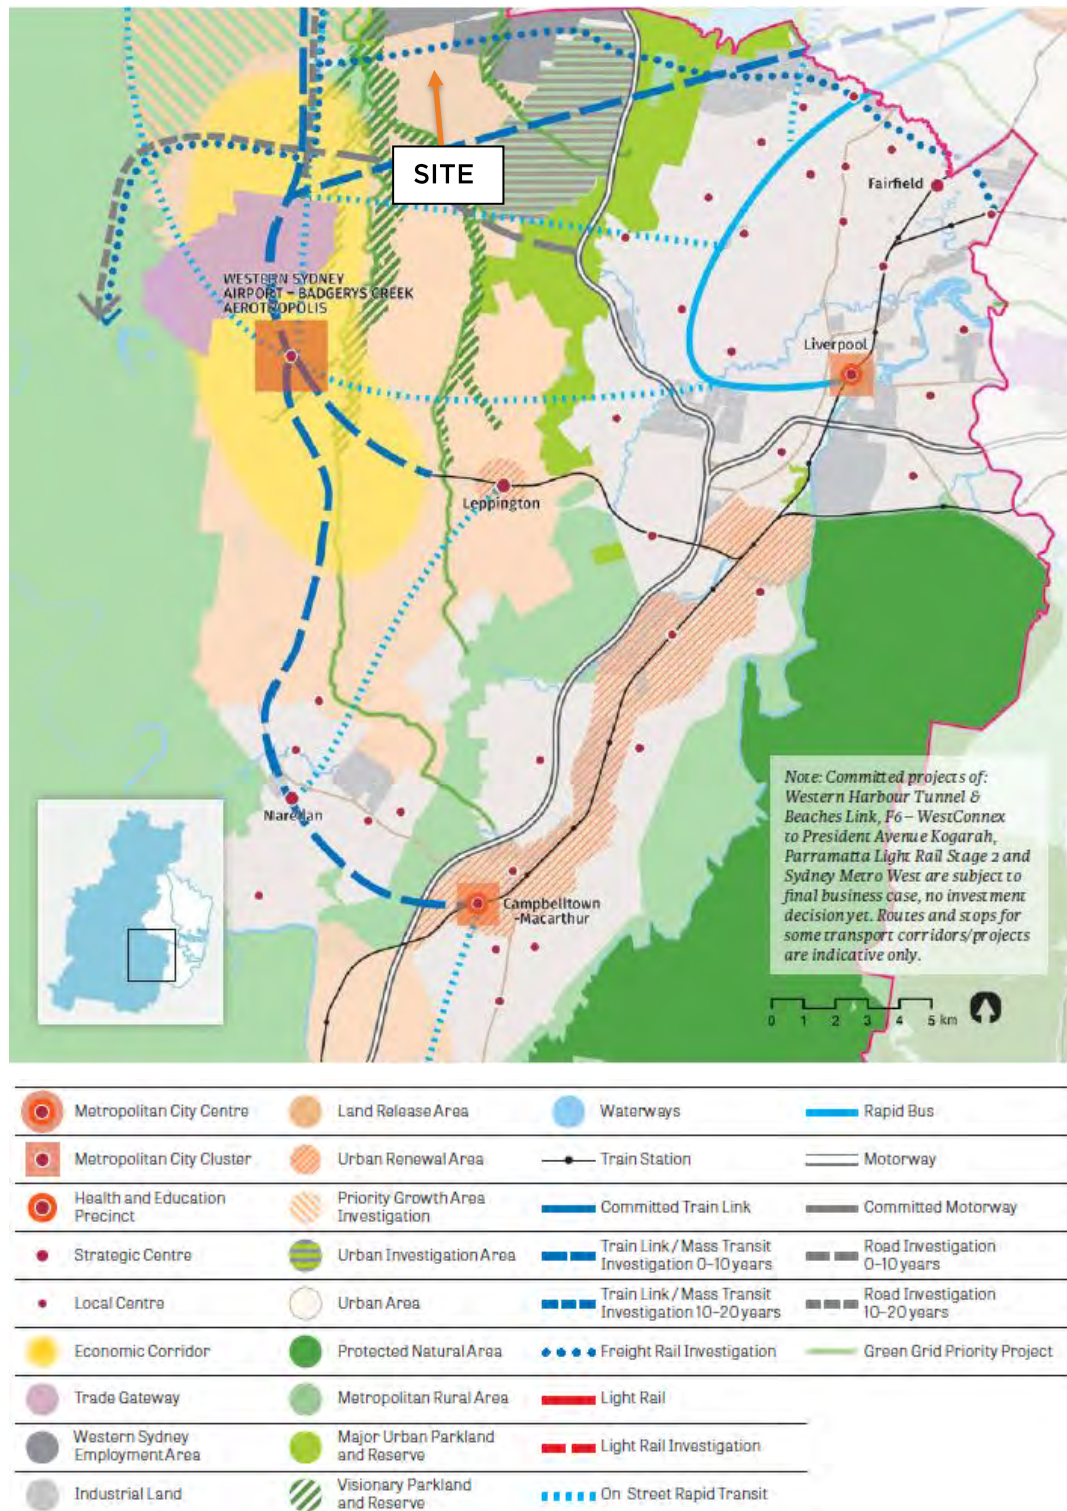 SITE
Fairfield
WESTERN SYDNEY
AIRPORT – BADGERYS CREEK
AEROTROPOLIS
Liverpool
Leppington
Narellan
Campbelltown
-Macarthur
Note: Committed projects of:
Western Harbour Tunnel &
Beaches Link, F6 – WestConnex
to President Avenue Kogarah,
Parramatta Light Rail Stage 2 and
Sydney Metro West are subject to
final business case, no investment
decision yet. Routes and stops for
some transport corridors/projects
are indicative only.
0 1 2 3 4 5 km
Metropolitan City Centre
Land Release Area
Waterways
Rapid Bus
Metropolitan City Cluster
Urban Renewal Area
Train Station
Motorway
Health and Education
Precinct
Priority Growth Area
Investigation
Committed Train Link
Committed Motorway
Strategic Centre
Urban Investigation Area
Train Link / Mass Transit
Investigation 0–10 years
Road Investigation
0–10 years
Local Centre
Urban Area
Train Link / Mass Transit
Investigation 10–20 years
Road Investigation
10–20 years
Economic Corridor
Protected Natural Area
Freight Rail Investigation
Green Grid Priority Project
Trade Gateway
Metropolitan Rural Area
Light Rail
Western Sydney
Employment Area
Major Urban Parkland
and Reserve
Light Rail Investigation
Industrial Land
Visionary Parkland
and Reserve
On Street Rapid Transit